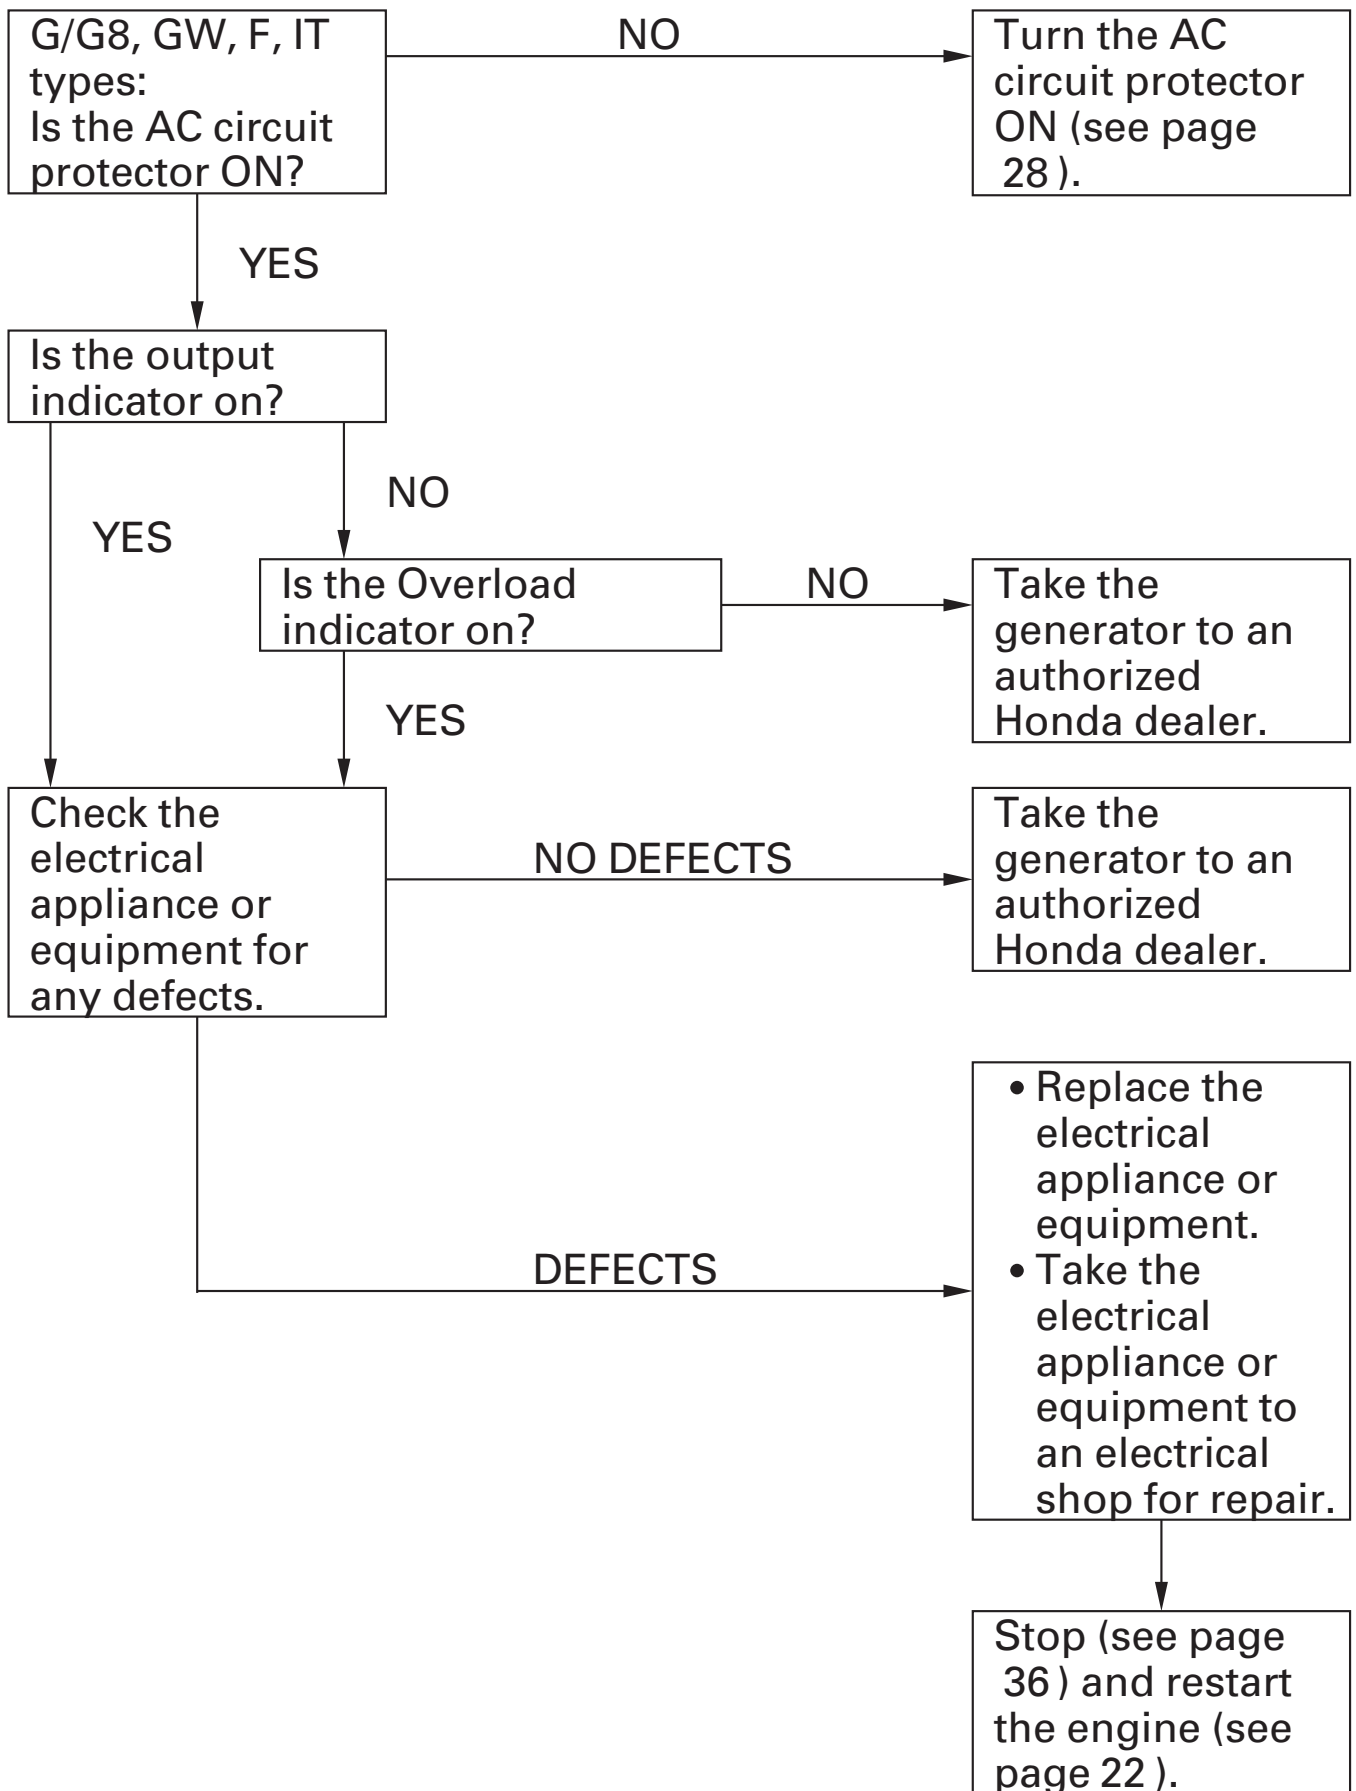 G/G8, GW, F, IT
types:
Is the AC circuit
protector ON?
NO
Turn the AC
circuit protector
ON (see page
28 ).
YES
Is the output
indicator on?
YES
NO
Is the Overload
indicator on?
NO
Take the
generator to an
authorized
Honda dealer.
YES
Check the
electrical
appliance or
equipment for
any defects.
NO DEFECTS
Take the
generator to an
authorized
Honda dealer.
DEFECTS
• Replace the
electrical
appliance or
equipment.
• Take the
electrical
appliance or
equipment to
an electrical
shop for repair.
Stop (see page
36 ) and restart
the engine (see
page 22 ).